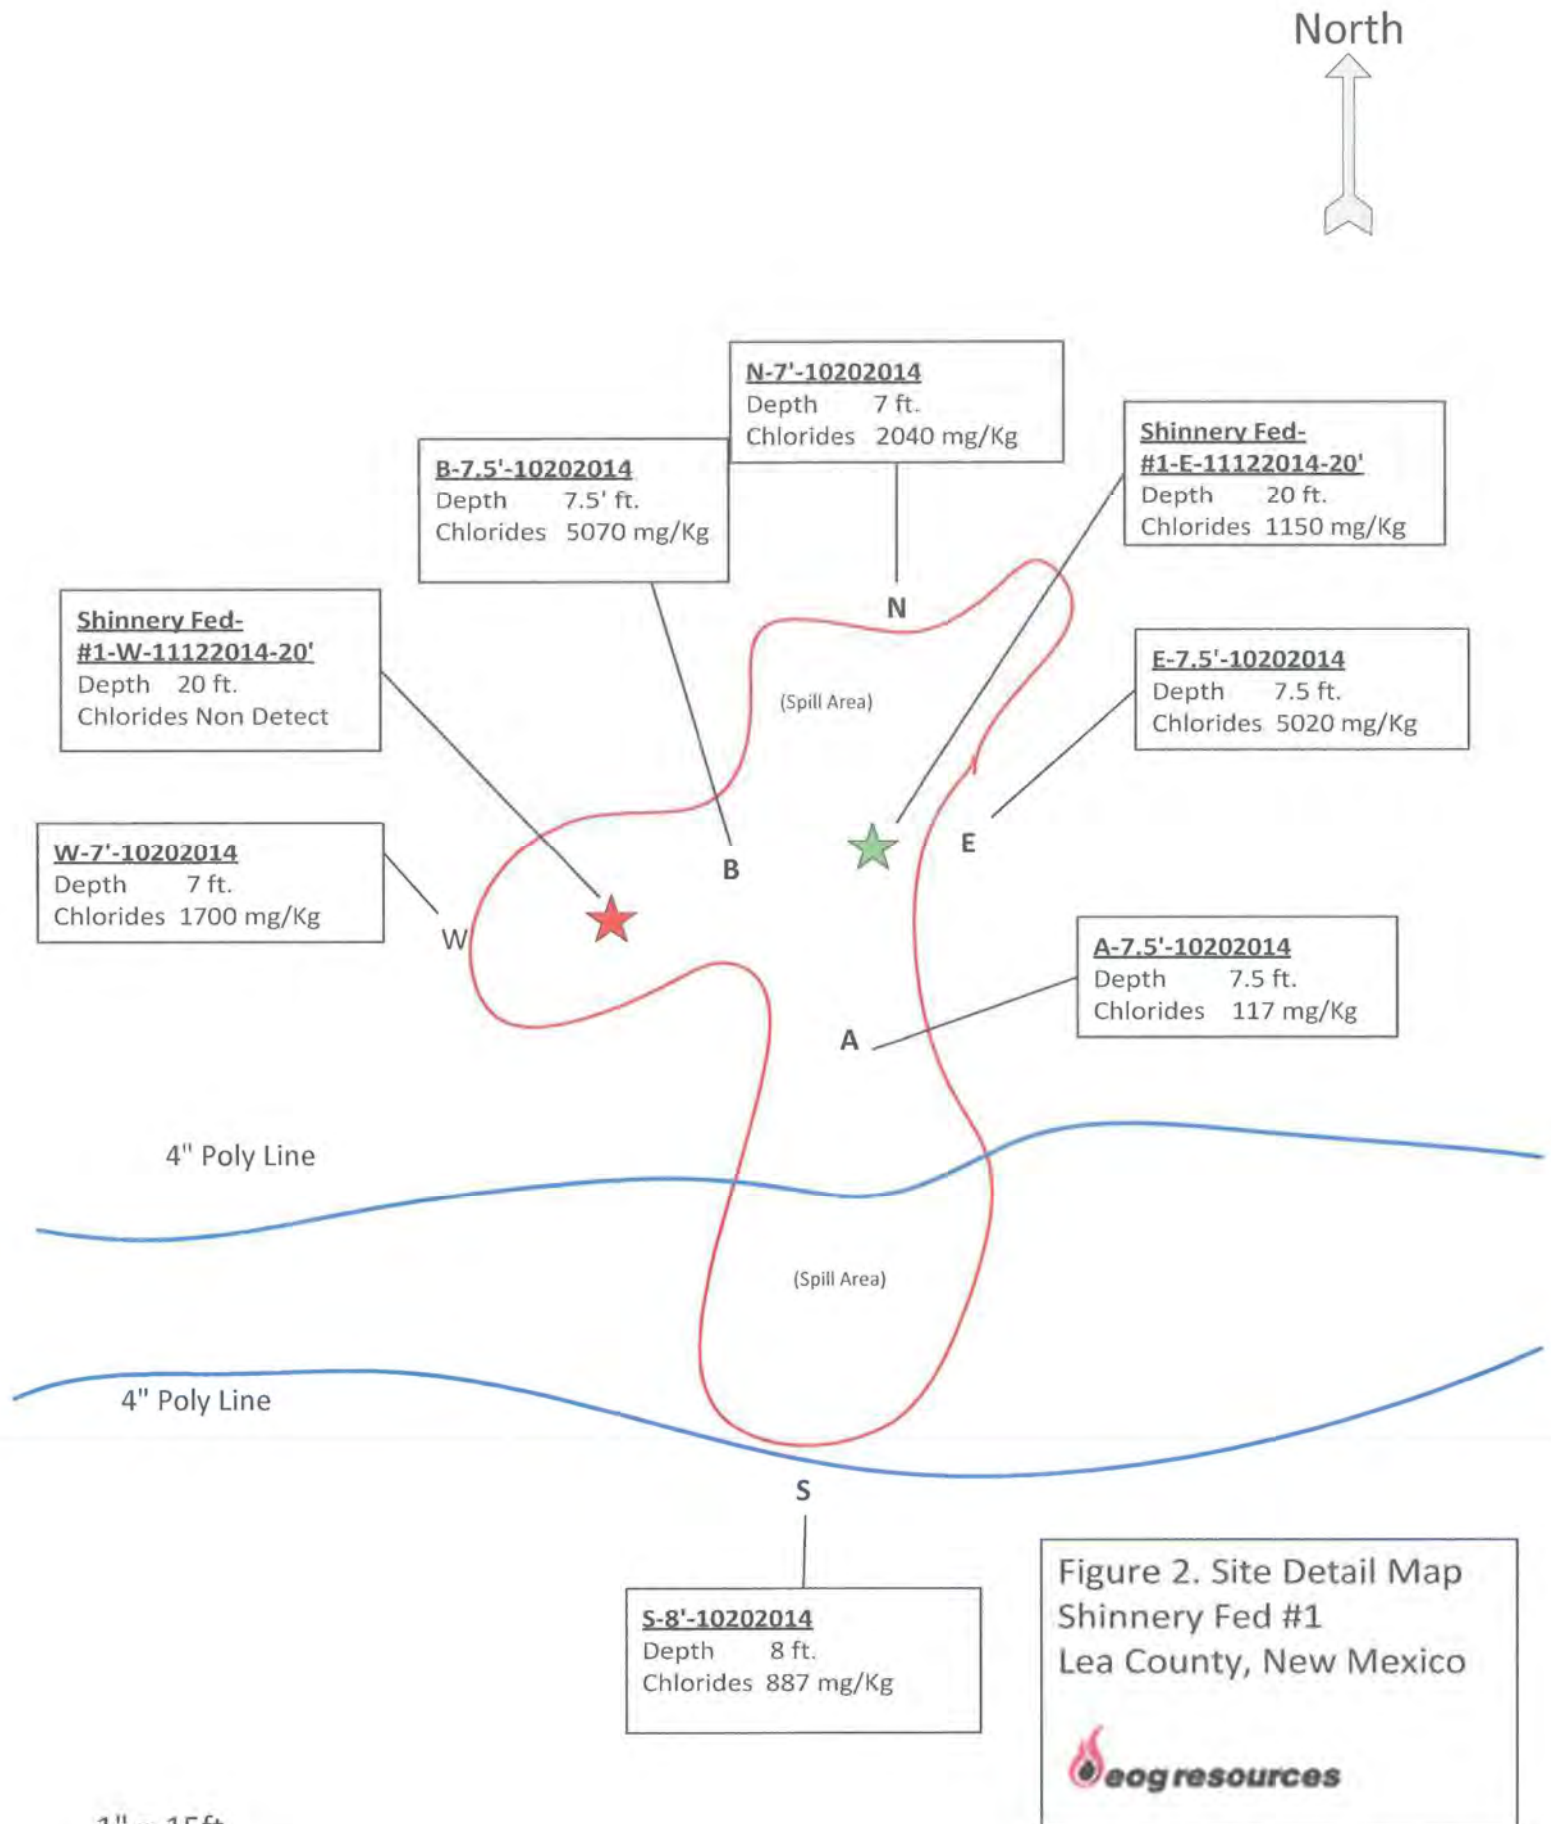 North
N-7'-10202014
Depth 7 ft.
Chlorides 2040 mg/Kg
Shinnery Fed-
#1-E-11122014-20'
Depth 20 ft.
Chlorides 1150 mg/Kg
B-7.5'-10202014
Depth 7.5' ft.
Chlorides 5070 mg/Kg
Shinnery Fed-
#1-W-11122014-20'
Depth 20 ft.
Chlorides Non Detect
N
E-7.5'-10202014
Depth 7.5 ft.
Chlorides 5020 mg/Kg
(Spill Area)
W-7'-10202014
Depth 7 ft.
Chlorides 1700 mg/Kg
B
E
W
A-7.5'-10202014
Depth 7.5 ft.
Chlorides 117 mg/Kg
A
4" Poly Line
(Spill Area)
4" Poly Line
S
S-8'-10202014
Depth 8 ft.
Chlorides 887 mg/Kg
Figure 2. Site Detail Map
Shinnery Fed #1
Lea County, New Mexico
eog resources